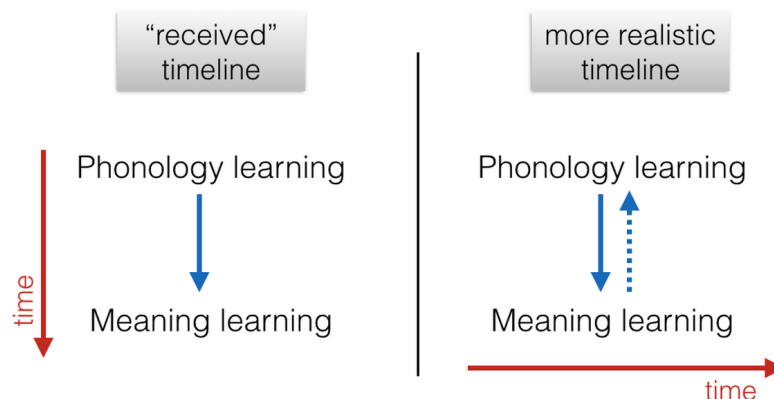 “received”
timeline
Phonology learning
Meaning learning
time
more realistic
timeline
Phonology learning
Meaning learning
time